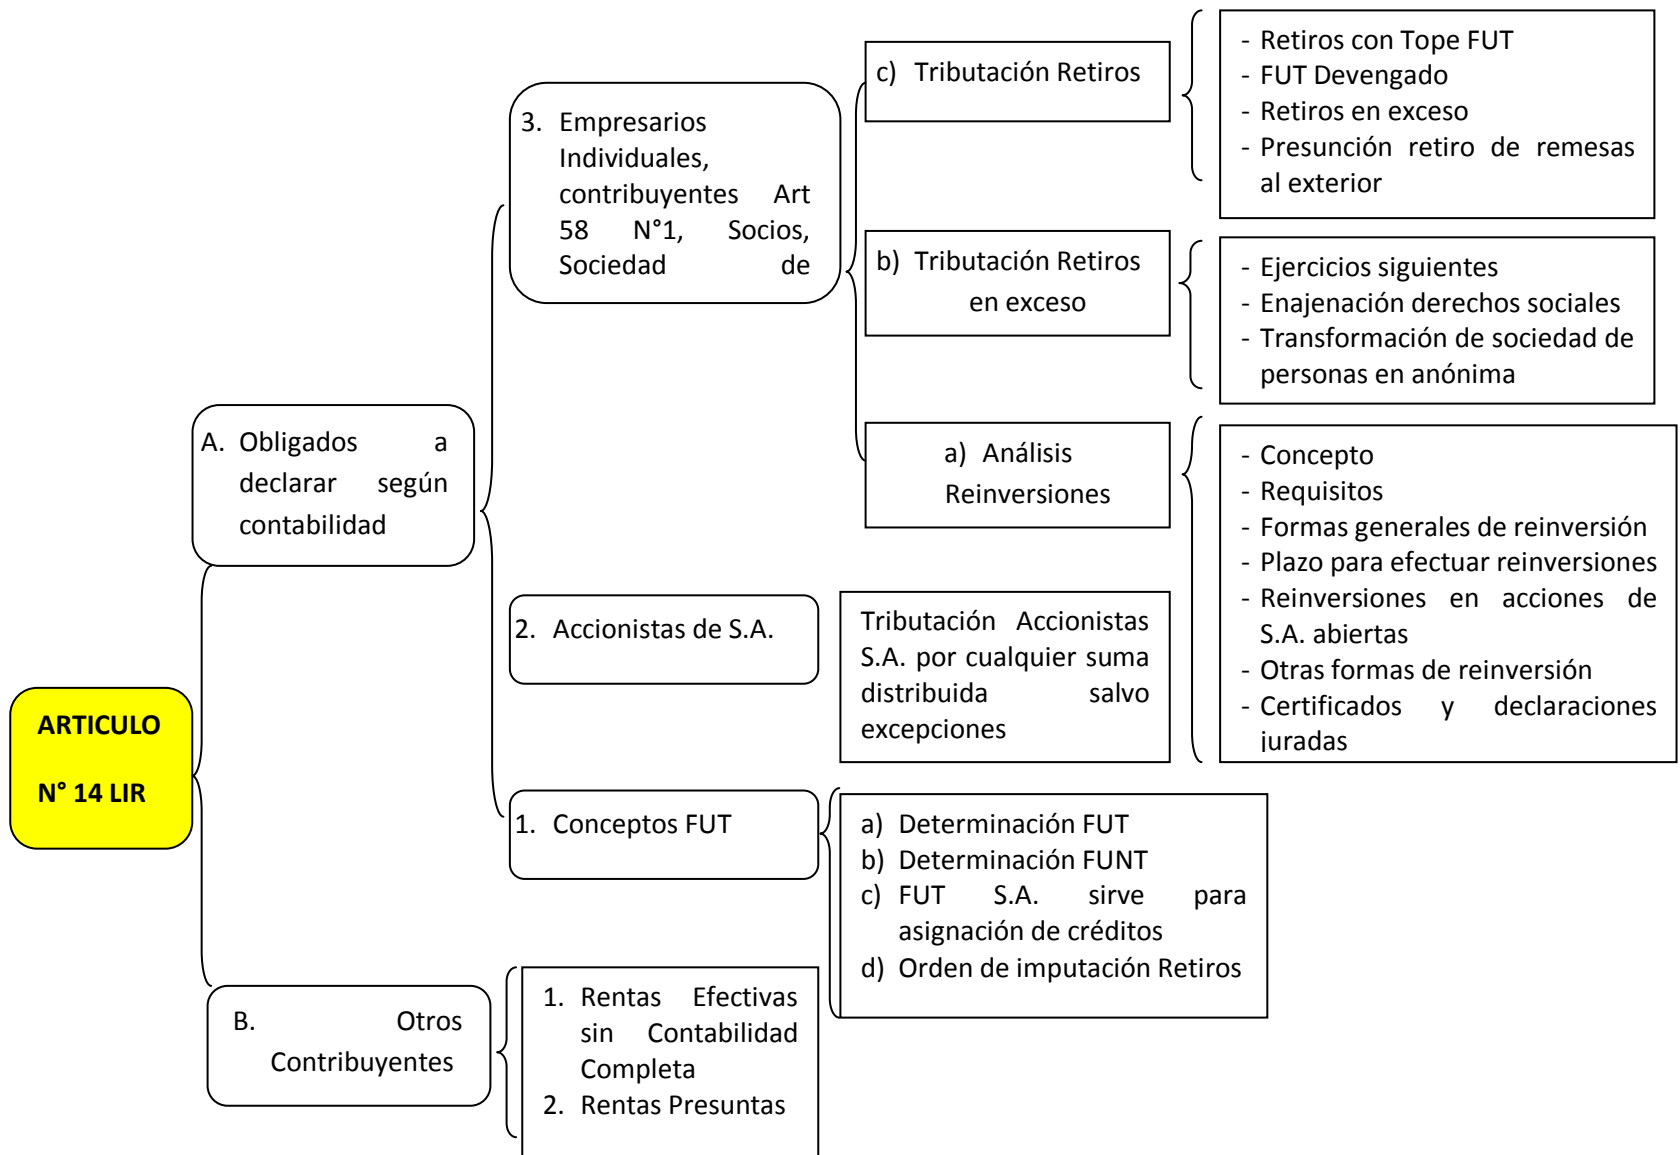 ARTICULO
N° 14 LIR
A. Obligados a
declarar según
contabilidad
3. Empresarios
Individuales,
contribuyentes Art
58 N°1, Socios,
Sociedad de
c) Tributación Retiros
- Retiros con Tope FUT
- FUT Devengado
- Retiros en exceso
- Presunción retiro de remesas
al exterior
b) Tributación Retiros
en exceso
- Ejercicios siguientes
- Enajenación derechos sociales
- Transformación de sociedad de
personas en anónima
a) Análisis
Reinversiones
- Concepto
- Requisitos
- Formas generales de reinversión
- Plazo para efectuar reinversiones
- Reinversiones en acciones de
S.A. abiertas
- Otras formas de reinversión
- Certificados y declaraciones
juradas
2. Accionistas de S.A.
Tributación Accionistas
S.A. por cualquier suma
distribuida salvo
excepciones
1. Conceptos FUT
a) Determinación FUT
b) Determinación FUNT
c) FUT S.A. sirve para
asignación de créditos
d) Orden de imputación Retiros
B. Otros
Contribuyentes
1. Rentas Efectivas
sin Contabilidad
Completa
2. Rentas Presuntas